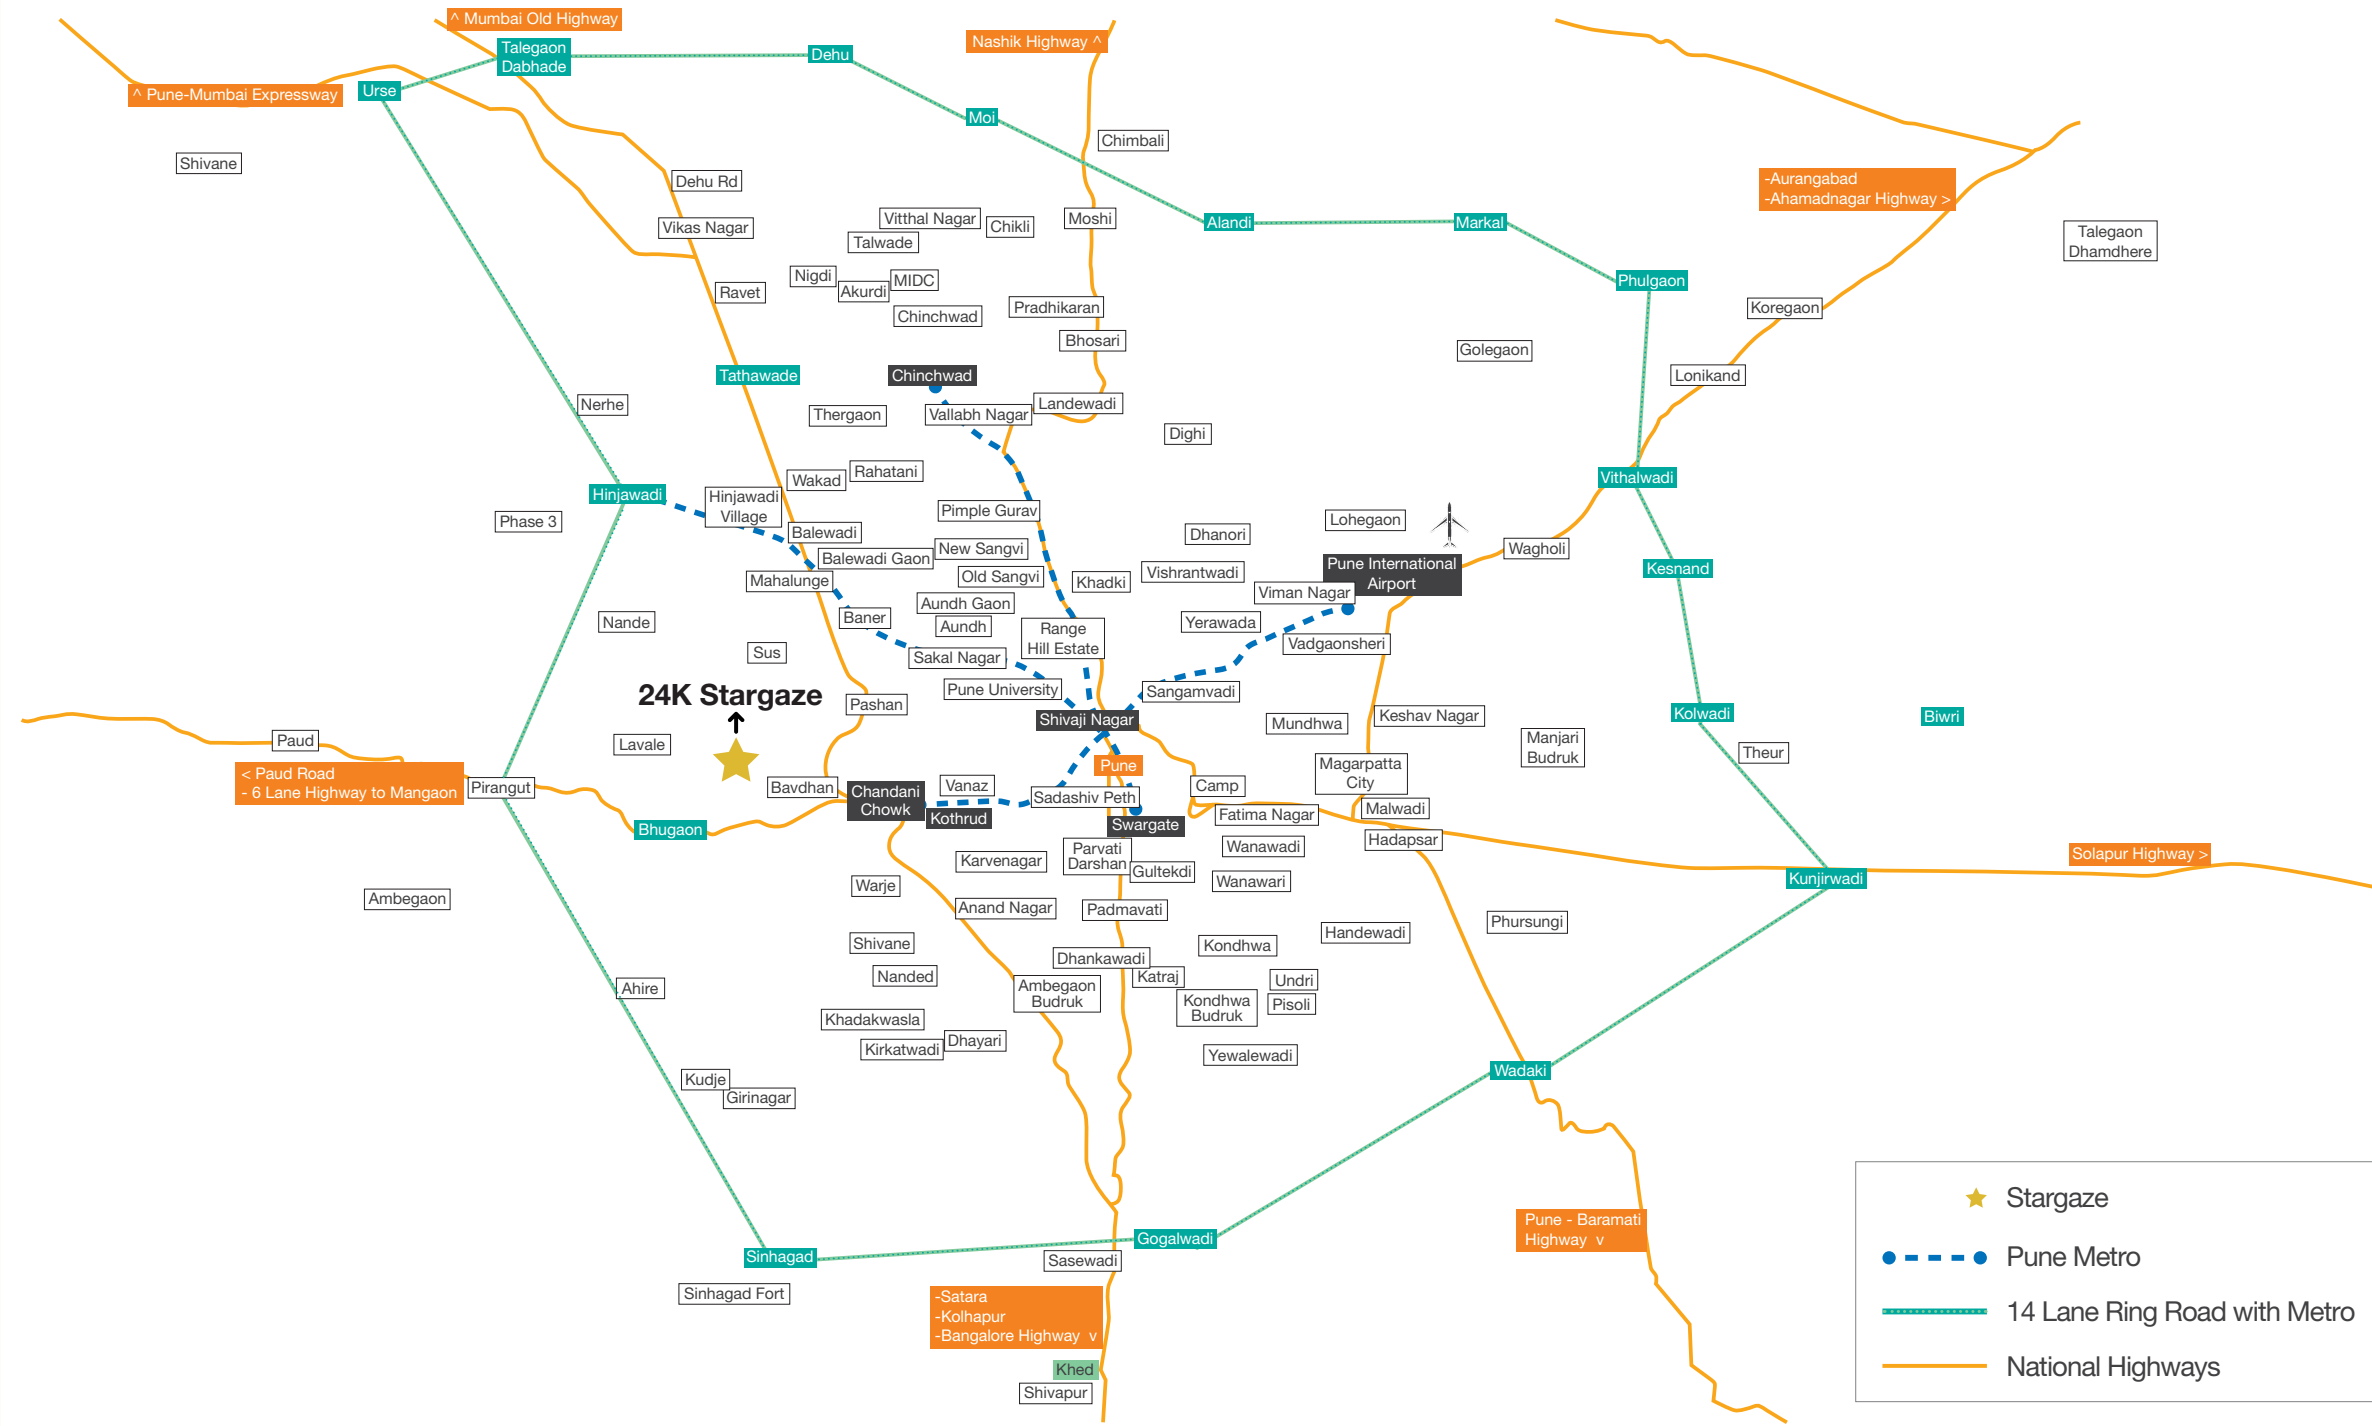 ^ Mumbai Old Highway
Nashik Highway ^
Talegaon
Dabhade
Dehu
^ Pune-Mumbai Expressway
Urse
Moi
Chimbali
Shivane
Dehu Rd
-Aurangabad
-Ahamadnagar Highway >
Vikas Nagar
Vitthal Nagar
Chikli
Moshi
Alandi
Markal
Talwade
Talegaon
Dhamdhere
Nigdi
Akurdi
MIDC
Phulgaon
Ravet
Chinchwad
Pradhikaran
Koregaon
Bhosari
Golegaon
Tathawade
Chinchwad
Lonikand
Nerhe
Thergaon
Vallabh Nagar
Landewadi
Dighi
Wakad
Rahatani
Vithalwadi
Hinjawadi
Hinjawadi
Village
Phase 3
Pimple Gurav
Lohegaon
Balewadi
Dhanori
Balewadi Gaon
New Sangvi
Wagholi
Mahalunge
Old Sangvi
Khadki
Vishrantwadi
Pune International
Airport
Kesnand
Viman Nagar
Aundh Gaon
Nande
Baner
Aundh
Range
Hill Estate
Yerawada
Vadgaonsheri
Sus
Sakal Nagar
24K Stargaze
Pune University
Sangamvadi
Pashan
Shivaji Nagar
Mundhwa
Keshav Nagar
Kolwadi
Biwri
Paud
Lavale
Manjari
Budruk
Theur
Pune
< Paud Road
- 6 Lane Highway to Mangaon
Pirangut
Bavdhan
Chandani
Chowk
Vanaz
Sadashiv Peth
Camp
Magarpatta
City
Malwadi
Kothrud
Swargate
Fatima Nagar
Bhugaon
Hadapsar
Karvenagar
Parvati
Darshan
Gultekdi
Wanawadi
Solapur Highway >
Wanawari
Kunjirwadi
Warje
Ambegaon
Anand Nagar
Padmavati
Handewadi
Phursungi
Shivane
Kondhwa
Dhankawadi
Nanded
Katraj
Undri
Ahire
Ambegaon
Budruk
Kondhwa
Budruk
Pisoli
Khadakwasla
Kirkatwadi
Dhayari
Yewalewadi
Wadaki
Kudje
Girinagar
Stargaze
Pune - Baramati
Highway v
Gogalwadi
Sinhagad
Sasewadi
Pune Metro
Sinhagad Fort
-Satara
-Kolhapur
-Bangalore Highway v
14 Lane Ring Road with Metro
Khed
Shivapur
National Highways